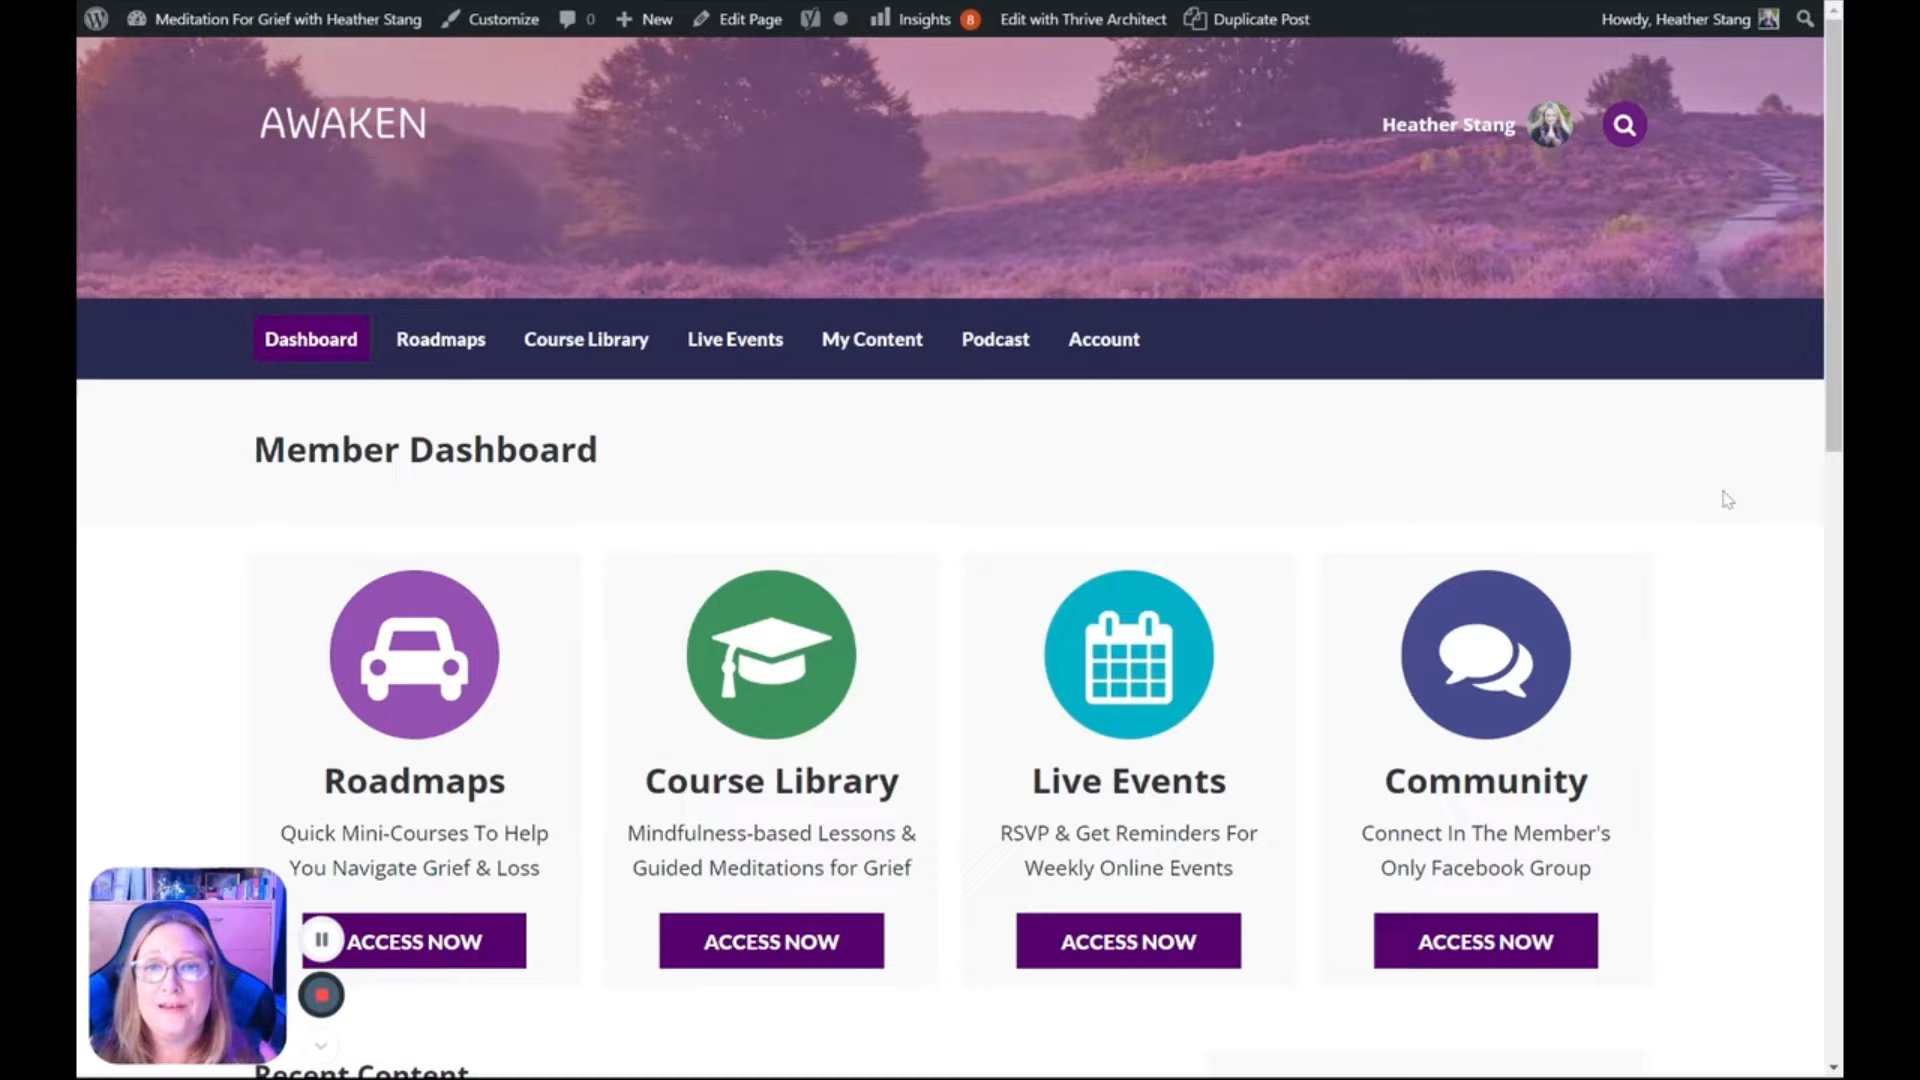 Meditation For Grief with Heather Stang Customize 0 New Edit Page Insights 8 Edit with Thrive Architect Duplicate Post Howdy, Heather Stang
AWAKEN
Heather Stang
Dashboard Roadmaps Course Library Live Events My Content Podcast Account
Member Dashboard
Roadmaps
Quick Mini-Courses To Help
You Navigate Grief & Loss
ACCESS NOW
Course Library
Mindfulness-based Lessons &
Guided Meditations for Grief
ACCESS NOW
Live Events
RSVP & Get Reminders For
Weekly Online Events
ACCESS NOW
Community
Connect In The Member's
Only Facebook Group
ACCESS NOW
Recent Content